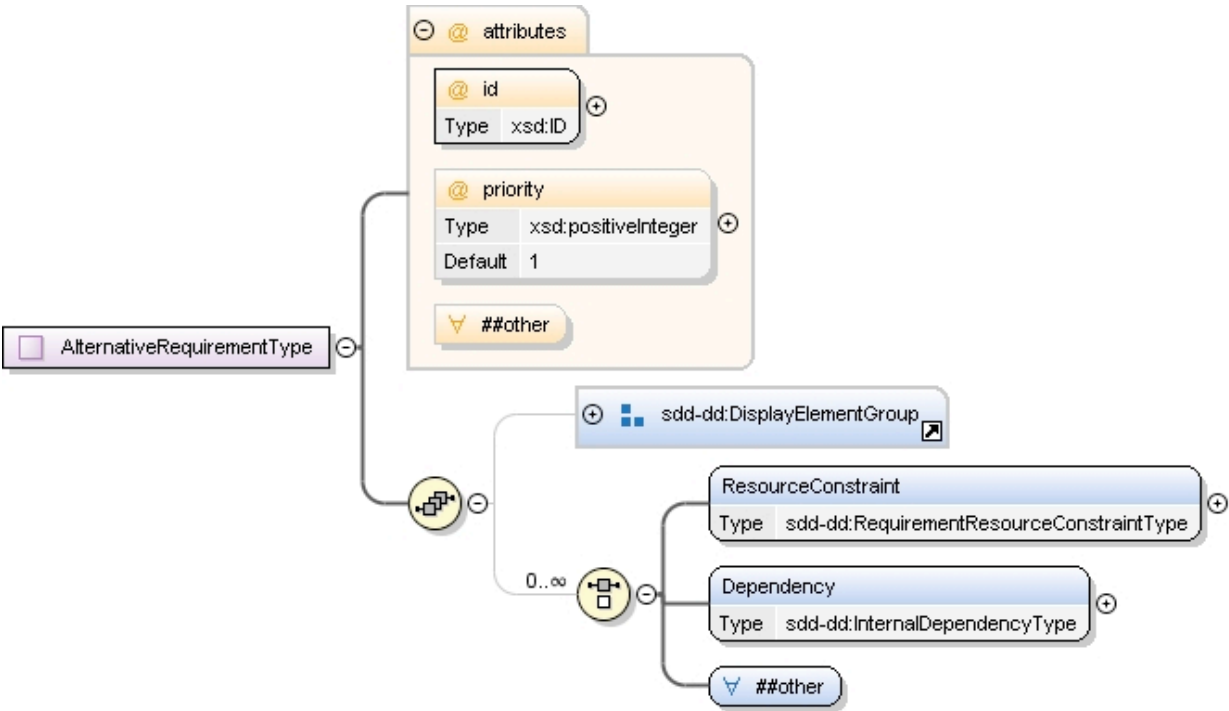 @ attributes
@ id
Type xsd:ID
@ priority
Type xsd:positiveInteger
Default 1
∀ ##other
AlternativeRequirementType
sdd-dd:DisplayElementGroup
ResourceConstraint
Type sdd-dd:RequirementResourceConstraintType
0..∞
Dependency
Type sdd-dd:InternalDependencyType
∀ ##other